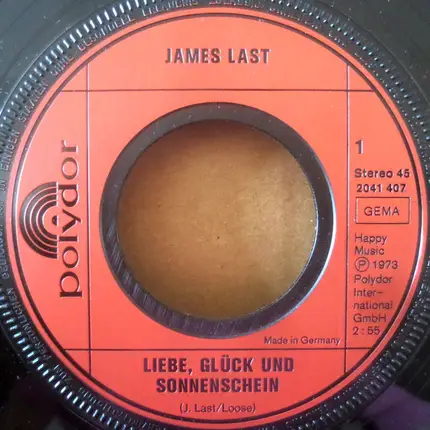 JAMES LAST
polydor
1
Stereo 45
2041 407
GEMA
Happy
Music
Ⓟ 1973
Polydor
Inter-
national
GmbH
2:55
Made in Germany
LIEBE, GLÜCK UND
SONNENSCHEIN
(J. Last/Loose)